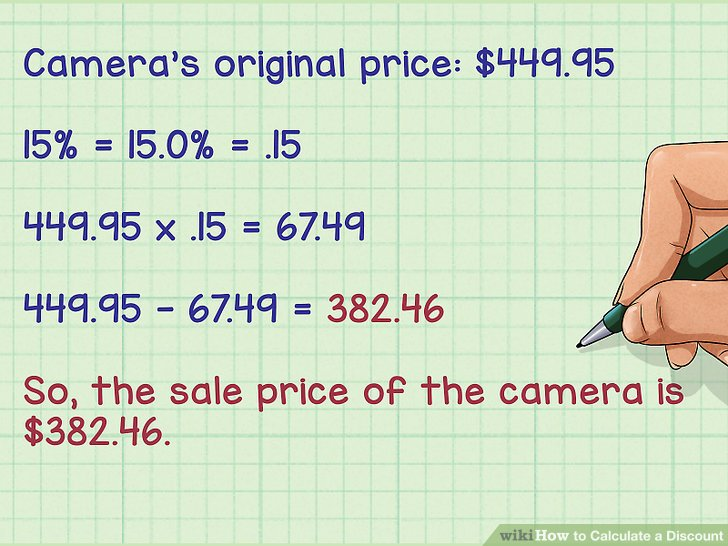 Camera's original price: $449.95
15% = 15.0% = .15
449.95 x .15 = 67.49
449.95 - 67.49 = 382.46
So, the sale price of the camera is
$382.46.
wikiHow to Calculate a Discount